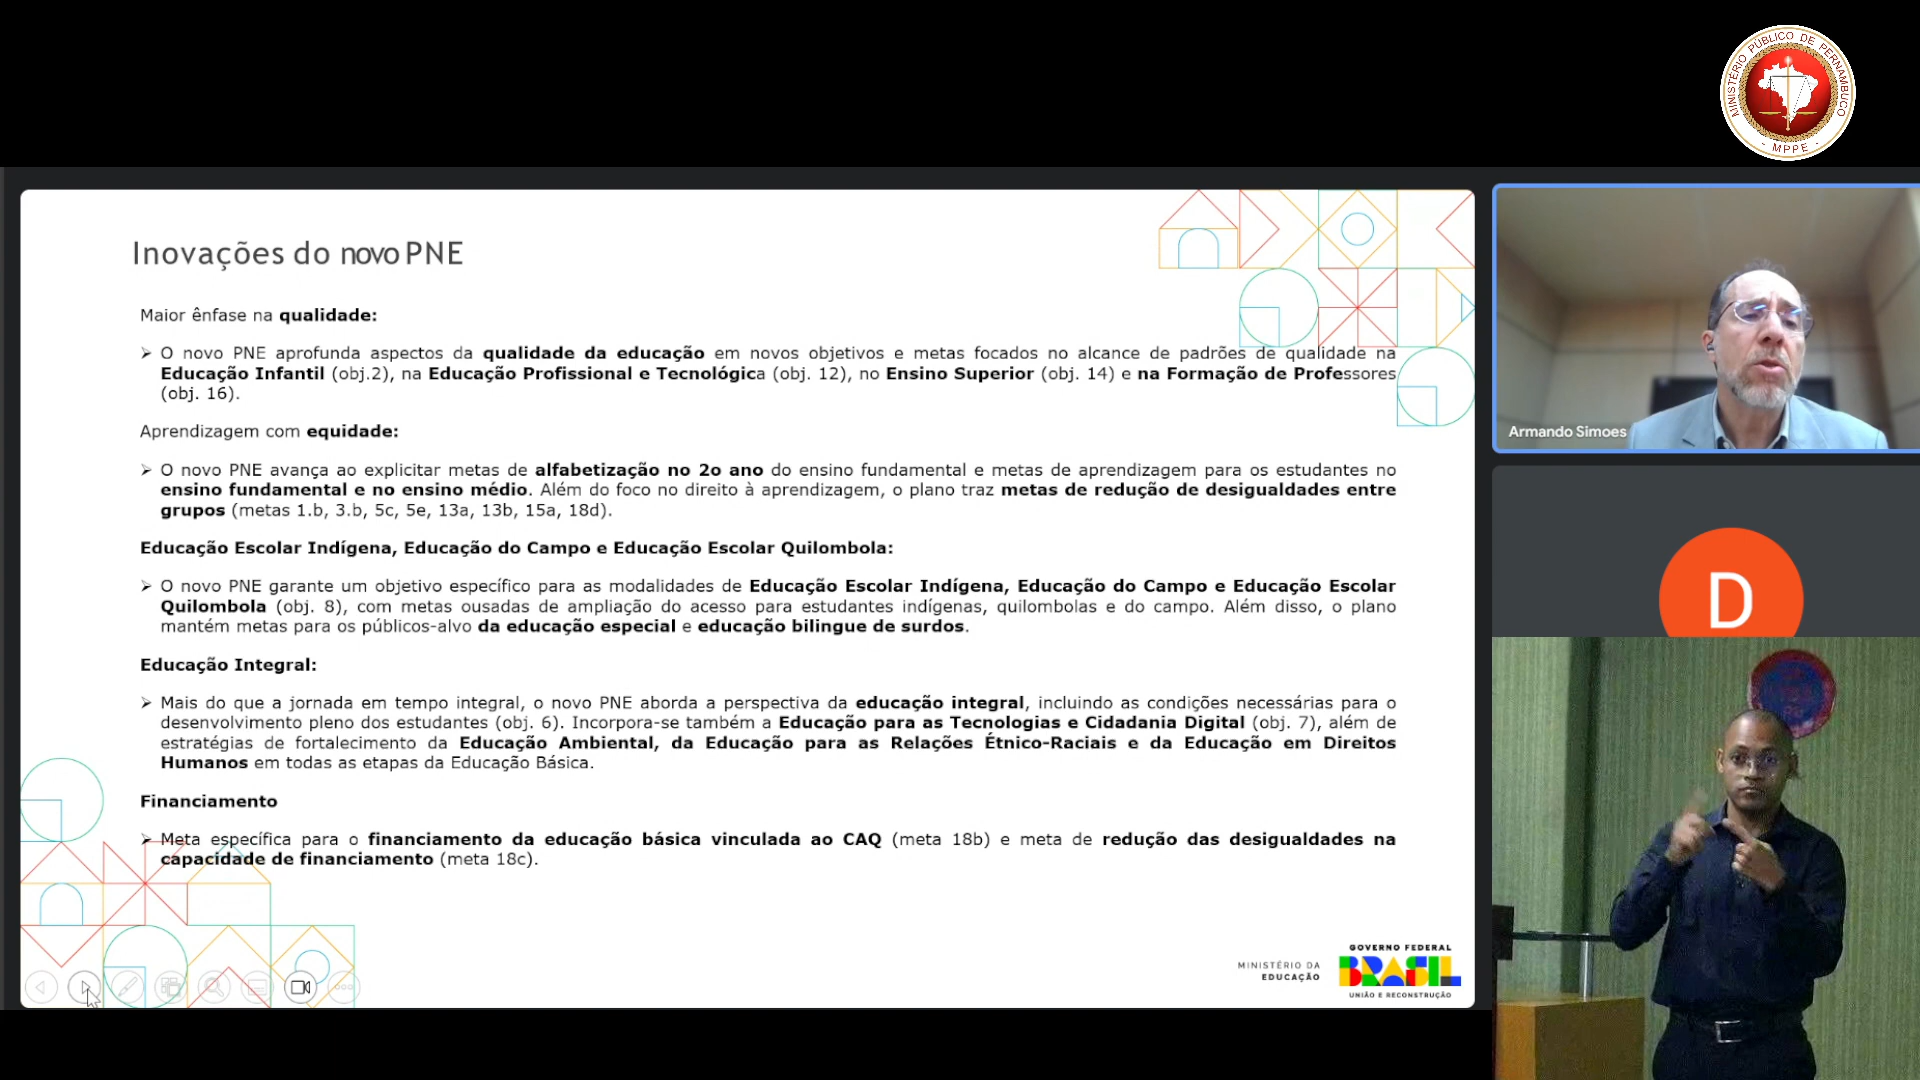 MINISTÉRIO PÚBLICO DE PERNAMBUCO
- MPPE -
Inovações do novo PNE
Maior ênfase na qualidade:
➢ O novo PNE aprofunda aspectos da qualidade da educação em novos objetivos e metas focados no alcance de padrões de qualidade na
Educação Infantil (obj.2), na Educação Profissional e Tecnológica (obj. 12), no Ensino Superior (obj. 14) e na Formação de Professores
(obj. 16).
Aprendizagem com equidade:
➢ O novo PNE avança ao explicitar metas de alfabetização no 2o ano do ensino fundamental e metas de aprendizagem para os estudantes no
ensino fundamental e no ensino médio. Além do foco no direito à aprendizagem, o plano traz metas de redução de desigualdades entre
grupos (metas 1.b, 3.b, 5c, 5e, 13a, 13b, 15a, 18d).
Educação Escolar Indígena, Educação do Campo e Educação Escolar Quilombola:
➢ O novo PNE garante um objetivo específico para as modalidades de Educação Escolar Indígena, Educação do Campo e Educação Escolar
Quilombola (obj. 8), com metas ousadas de ampliação do acesso para estudantes indígenas, quilombolas e do campo. Além disso, o plano
mantém metas para os públicos-alvo da educação especial e educação bilingue de surdos.
Educação Integral:
➢ Mais do que a jornada em tempo integral, o novo PNE aborda a perspectiva da educação integral, incluindo as condições necessárias para o
desenvolvimento pleno dos estudantes (obj. 6). Incorpora-se também a Educação para as Tecnologias e Cidadania Digital (obj. 7), além de
estratégias de fortalecimento da Educação Ambiental, da Educação para as Relações Étnico-Raciais e da Educação em Direitos
Humanos em todas as etapas da Educação Básica.
Financiamento
➢ Meta específica para o financiamento da educação básica vinculada ao CAQ (meta 18b) e meta de redução das desigualdades na
capacidade de financiamento (meta 18c).
MINISTÉRIO DA
EDUCAÇÃO
GOVERNO FEDERAL
BRASIL
UNIÃO E RECONSTRUÇÃO
Armando Simoes
D